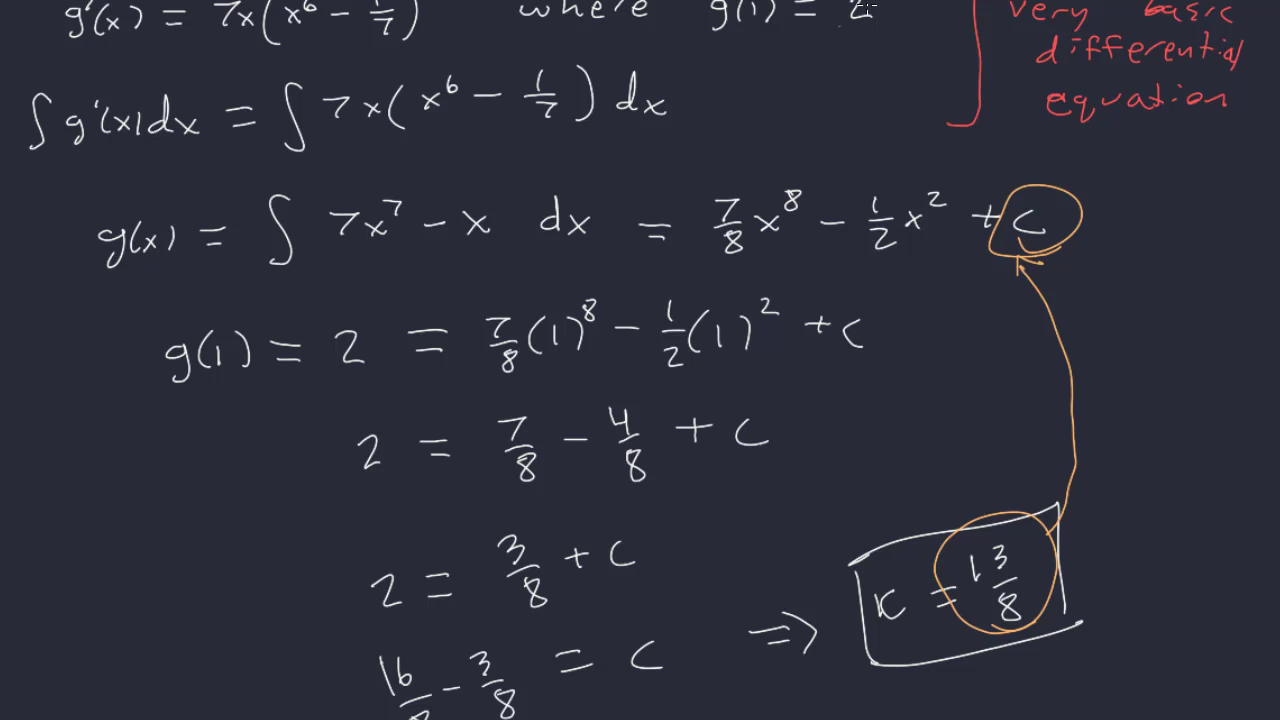 g'(x) = 7x(x⁶ - 1/7) where g(1) = 2
very basic
differential
equation
∫ g'(x) dx = ∫ 7x(x⁶ - 1/7) dx
g(x) = ∫ 7x⁷ - x dx = 7/8 x⁸ - 1/2 x² + C
g(1) = 2 = 7/8 (1)⁸ - 1/2 (1)² + C
2 = 7/8 - 4/8 + C
2 = 3/8 + C
16/8 - 3/8 = C ⇒
K = 13/8